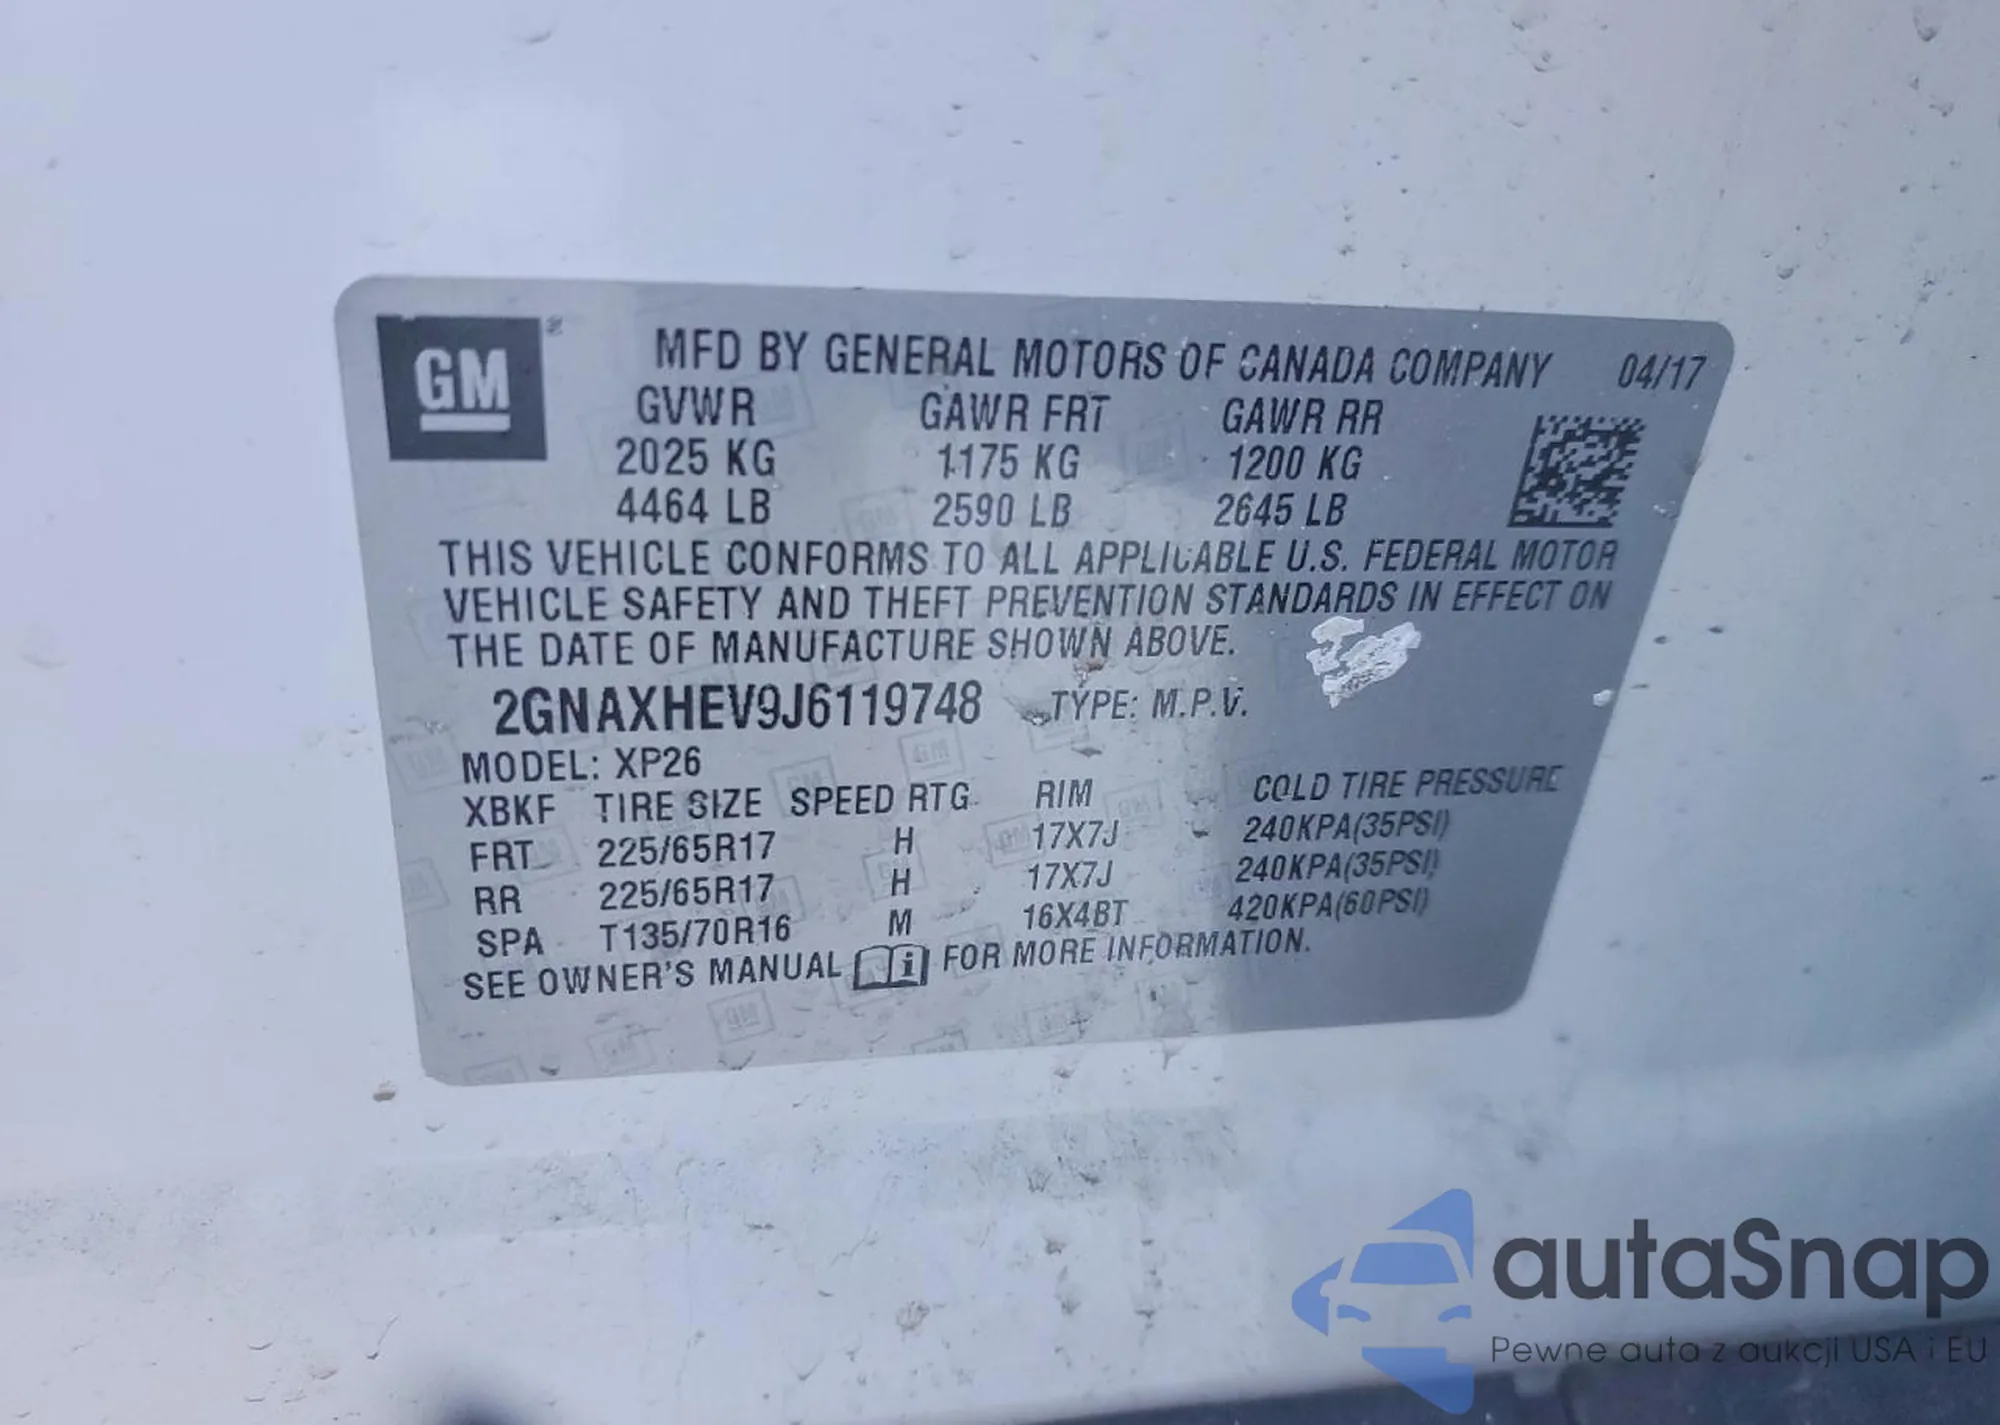 GM ®
MFD BY GENERAL MOTORS OF CANADA COMPANY 04/17
GVWR GAWR FRT GAWR RR
2025 KG 1175 KG 1200 KG
4464 LB 2590 LB 2645 LB
THIS VEHICLE CONFORMS TO ALL APPLICABLE U.S. FEDERAL MOTOR
VEHICLE SAFETY AND THEFT PREVENTION STANDARDS IN EFFECT ON
THE DATE OF MANUFACTURE SHOWN ABOVE.
2GNAXHEV9J6119748 TYPE: M.P.V.
MODEL: XP26
XBKF TIRE SIZE SPEED RTG RIM COLD TIRE PRESSURE
FRT 225/65R17 H 17X7J 240KPA(35PSI)
RR 225/65R17 H 17X7J 240KPA(35PSI)
SPA T135/70R16 M 16X4BT 420KPA(60PSI)
SEE OWNER'S MANUAL i FOR MORE INFORMATION.
autaSnap
Pewne auta z aukcji USA i EU